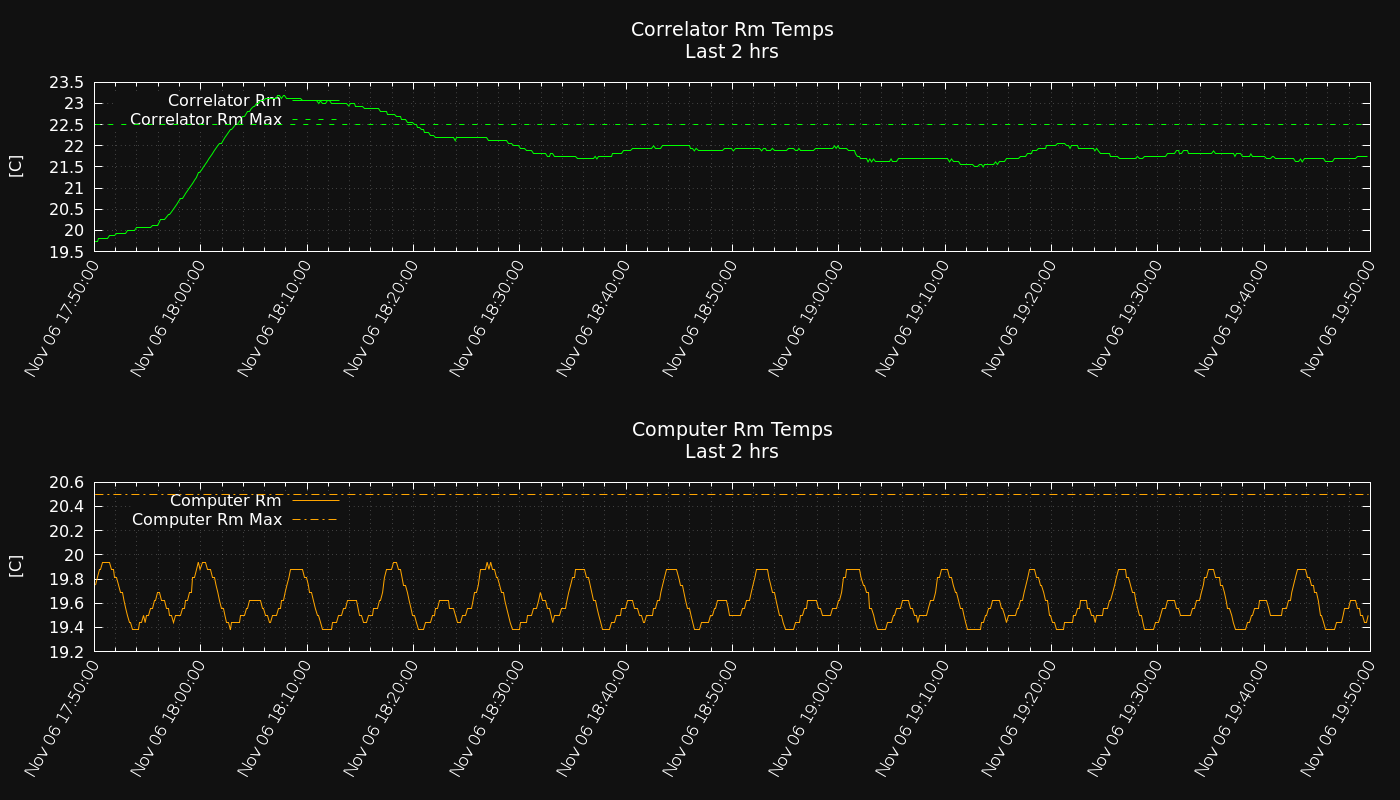 Correlator Rm Temps
Last 2 hrs
[C]
23.5
23
22.5
22
21.5
21
20.5
20
19.5
Correlator Rm
Correlator Rm Max
Nov 06 17:50:00
Nov 06 18:00:00
Nov 06 18:10:00
Nov 06 18:20:00
Nov 06 18:30:00
Nov 06 18:40:00
Nov 06 18:50:00
Nov 06 19:00:00
Nov 06 19:10:00
Nov 06 19:20:00
Nov 06 19:30:00
Nov 06 19:40:00
Nov 06 19:50:00
Computer Rm Temps
Last 2 hrs
[C]
20.6
20.4
20.2
20
19.8
19.6
19.4
19.2
Computer Rm
Computer Rm Max
Nov 06 17:50:00
Nov 06 18:00:00
Nov 06 18:10:00
Nov 06 18:20:00
Nov 06 18:30:00
Nov 06 18:40:00
Nov 06 18:50:00
Nov 06 19:00:00
Nov 06 19:10:00
Nov 06 19:20:00
Nov 06 19:30:00
Nov 06 19:40:00
Nov 06 19:50:00